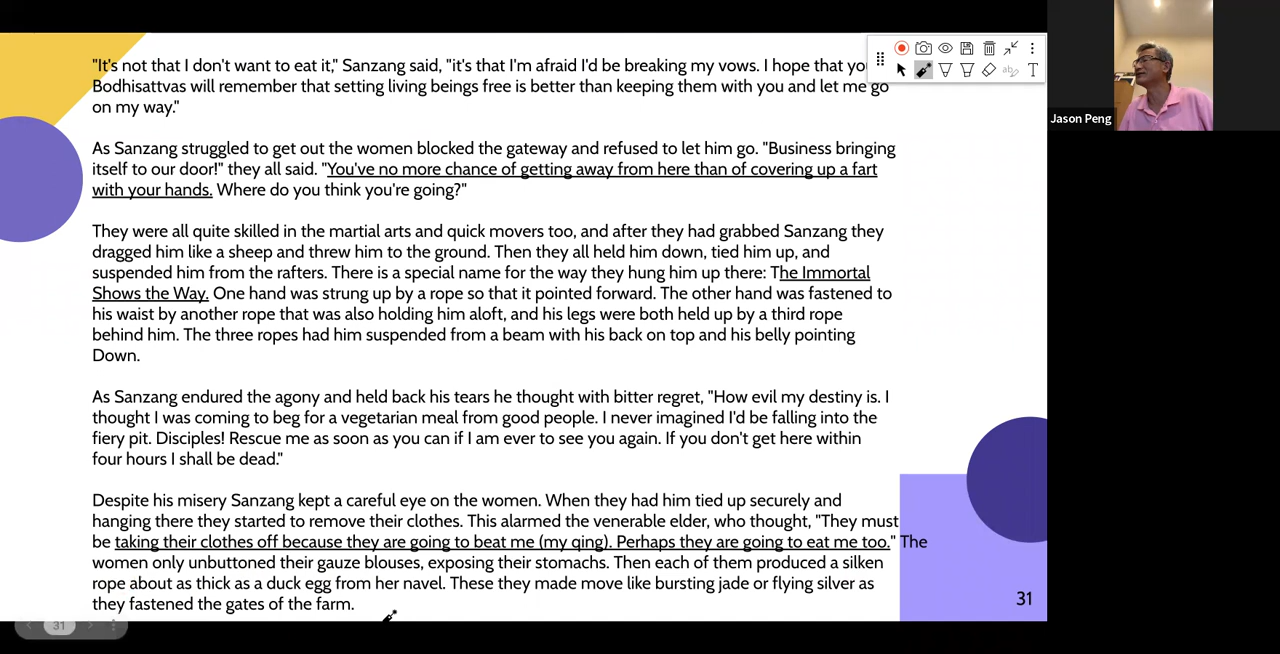 "It's not that I don't want to eat it," Sanzang said, "it's that I'm afraid I'd be breaking my vows. I hope that you
Bodhisattvas will remember that setting living beings free is better than keeping them with you and let me go
on my way."
As Sanzang struggled to get out the women blocked the gateway and refused to let him go. "Business bringing
itself to our door!" they all said. "You've no more chance of getting away from here than of covering up a fart
with your hands. Where do you think you're going?"
They were all quite skilled in the martial arts and quick movers too, and after they had grabbed Sanzang they
dragged him like a sheep and threw him to the ground. Then they all held him down, tied him up, and
suspended him from the rafters. There is a special name for the way they hung him up there: The Immortal
Shows the Way. One hand was strung up by a rope so that it pointed forward. The other hand was fastened to
his waist by another rope that was also holding him aloft, and his legs were both held up by a third rope
behind him. The three ropes had him suspended from a beam with his back on top and his belly pointing
Down.
As Sanzang endured the agony and held back his tears he thought with bitter regret, "How evil my destiny is. I
thought I was coming to beg for a vegetarian meal from good people. I never imagined I'd be falling into the
fiery pit. Disciples! Rescue me as soon as you can if I am ever to see you again. If you don't get here within
four hours I shall be dead."
Despite his misery Sanzang kept a careful eye on the women. When they had him tied up securely and
hanging there they started to remove their clothes. This alarmed the venerable elder, who thought, "They must
be taking their clothes off because they are going to beat me (my qing). Perhaps they are going to eat me too." The
women only unbuttoned their gauze blouses, exposing their stomachs. Then each of them produced a silken
rope about as thick as a duck egg from her navel. These they made move like bursting jade or flying silver as
they fastened the gates of the farm.
31
31
ab
T
Jason Peng